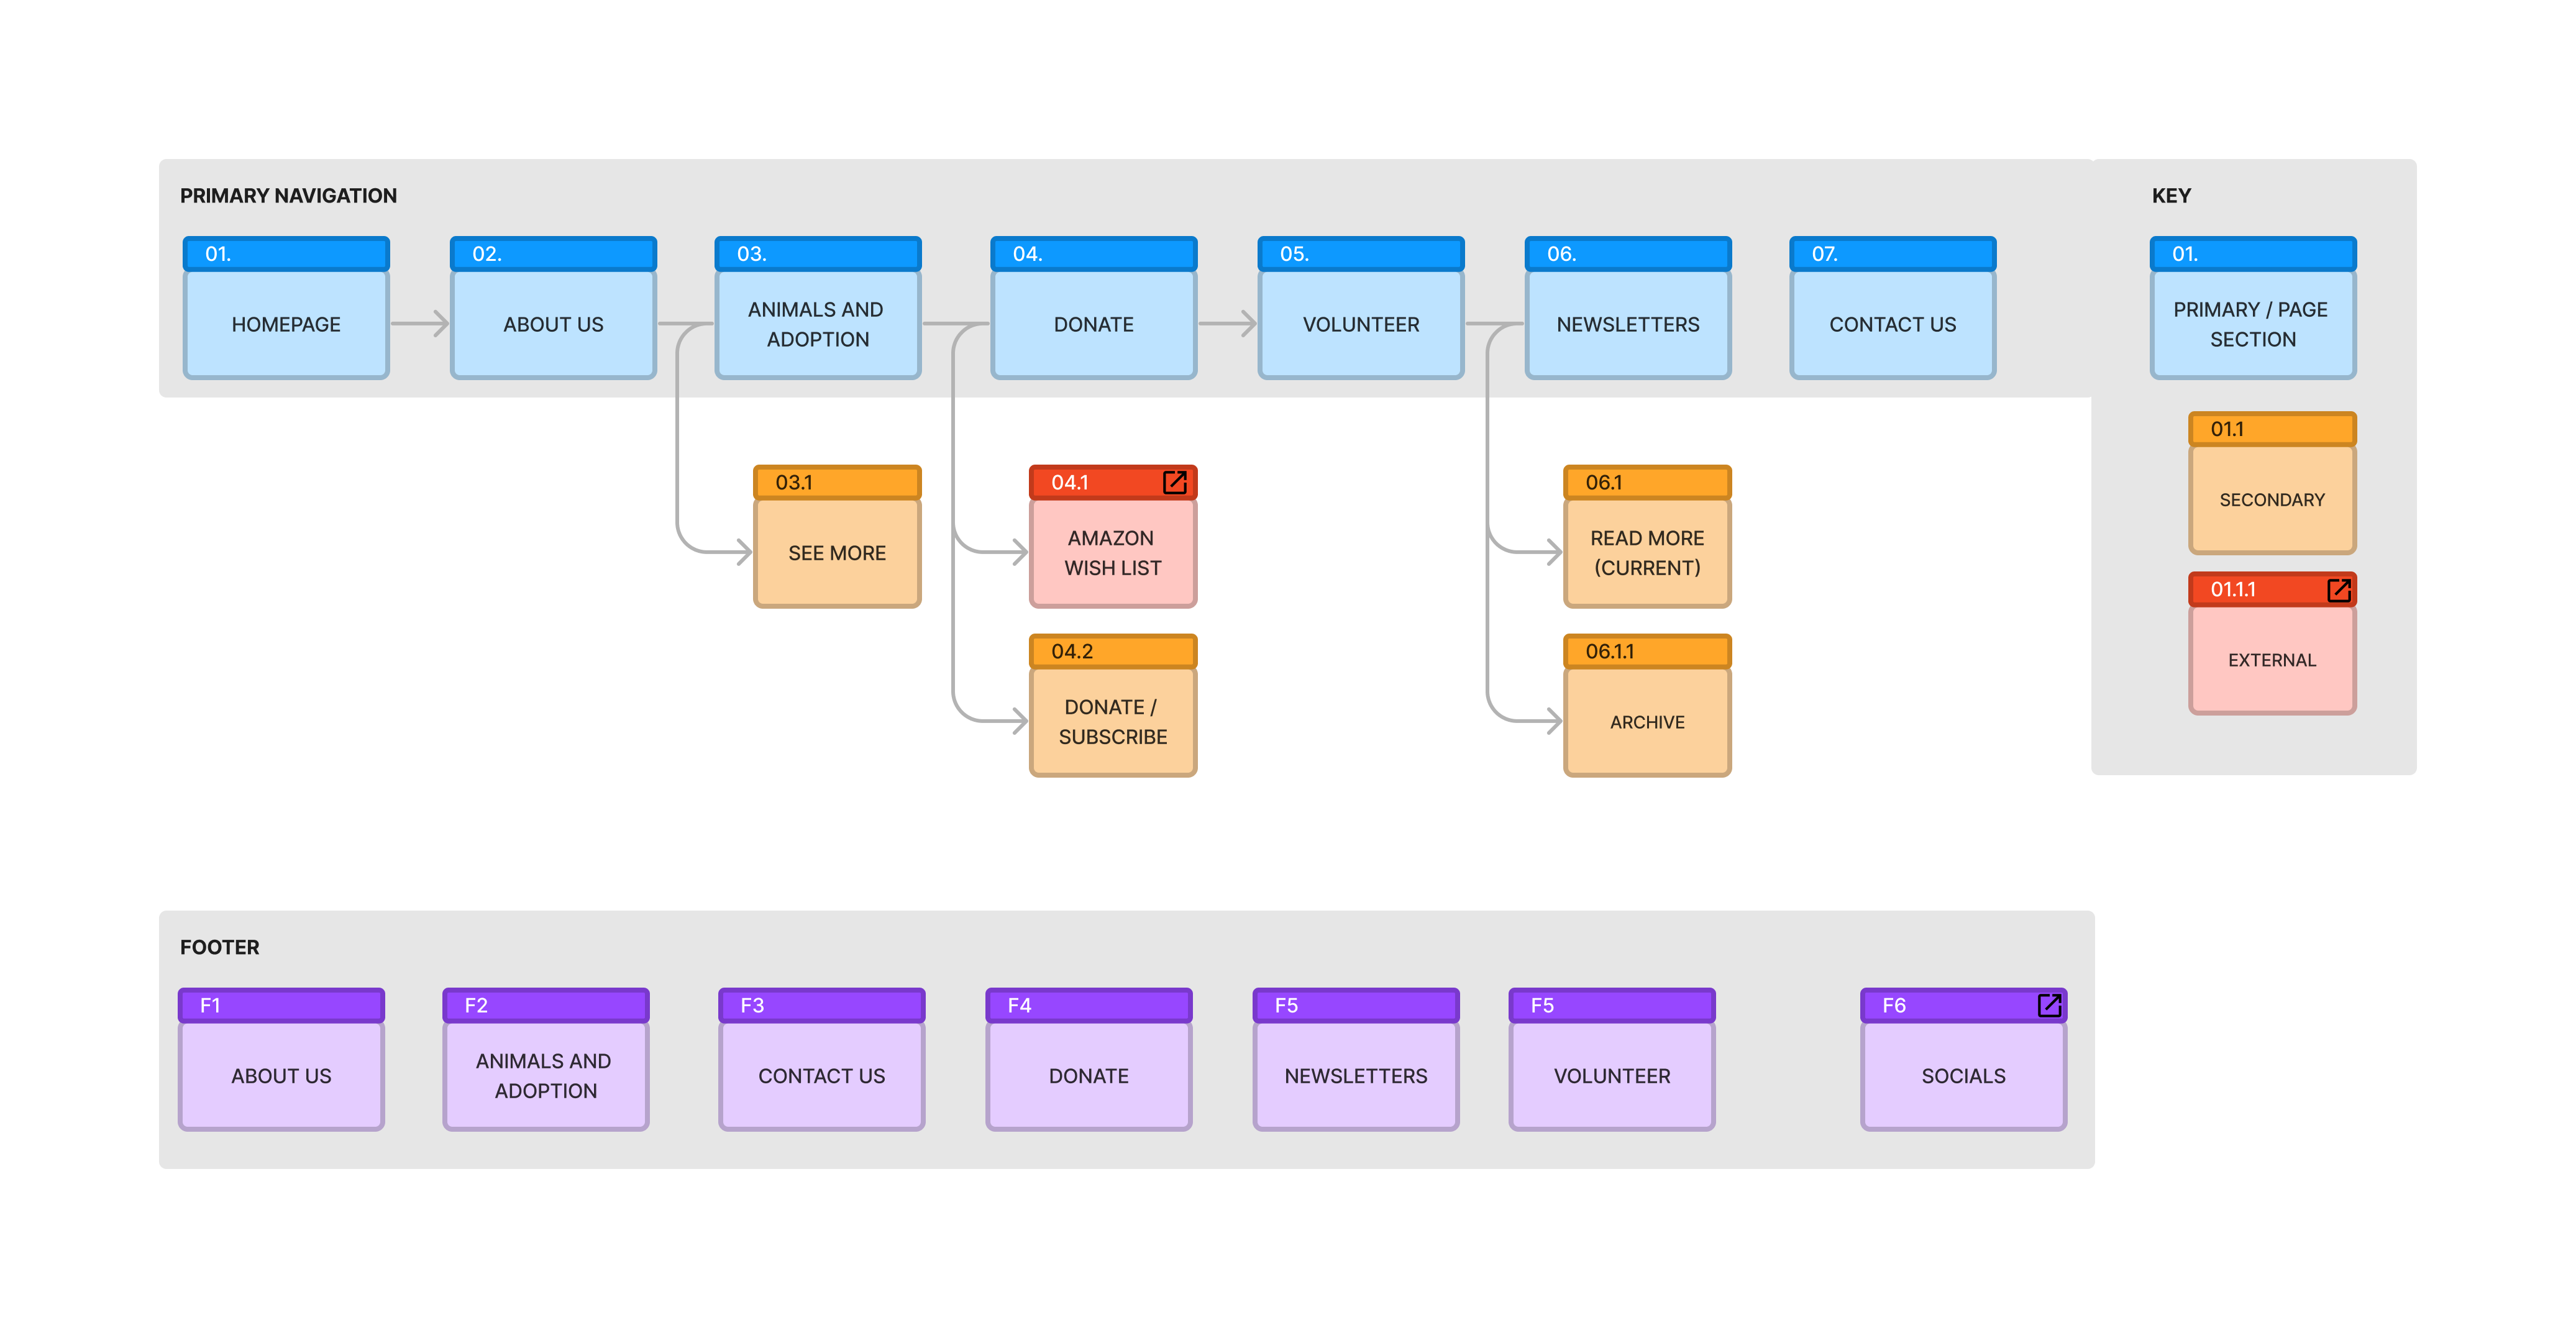 PRIMARY NAVIGATION
KEY
01.
HOMEPAGE
02.
ABOUT US
03.
ANIMALS AND
ADOPTION
04.
DONATE
05.
VOLUNTEER
06.
NEWSLETTERS
07.
CONTACT US
01.
PRIMARY / PAGE
SECTION
01.1
SECONDARY
01.1.1
EXTERNAL
03.1
SEE MORE
04.1
AMAZON
WISH LIST
04.2
DONATE /
SUBSCRIBE
06.1
READ MORE
(CURRENT)
06.1.1
ARCHIVE
FOOTER
F1
ABOUT US
F2
ANIMALS AND
ADOPTION
F3
CONTACT US
F4
DONATE
F5
NEWSLETTERS
F5
VOLUNTEER
F6
SOCIALS